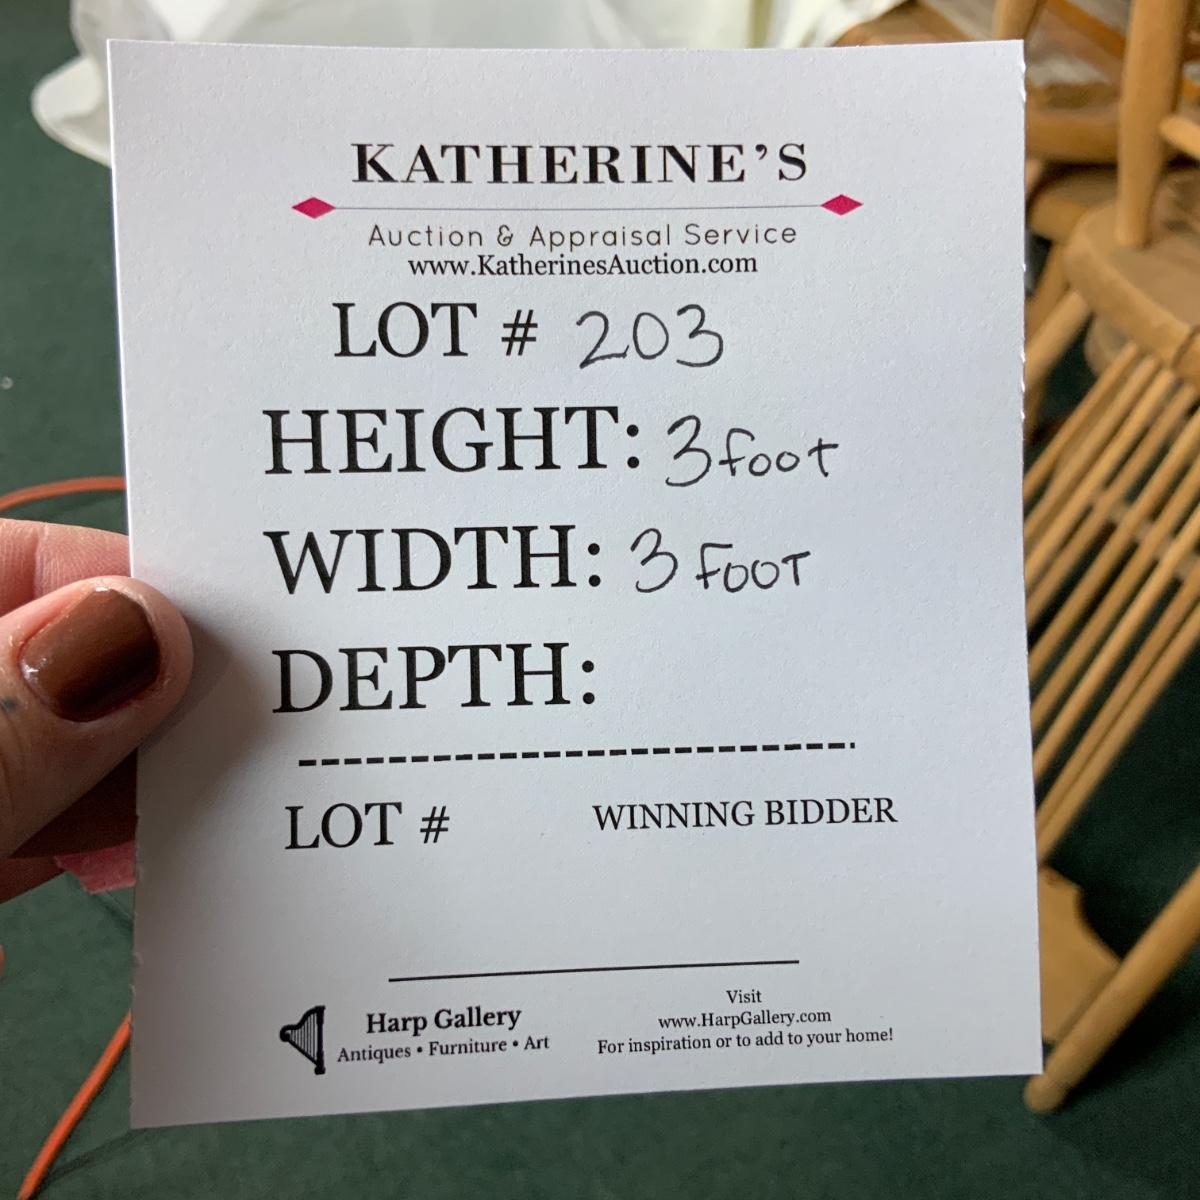 KATHERINE'S
Auction & Appraisal Service
www.KatherinesAuction.com
LOT # 203
HEIGHT: 3 foot
WIDTH: 3 FOOT
DEPTH:
LOT # WINNING BIDDER
Harp Gallery
Antiques • Furniture • Art
Visit
www.HarpGallery.com
For inspiration or to add to your home!